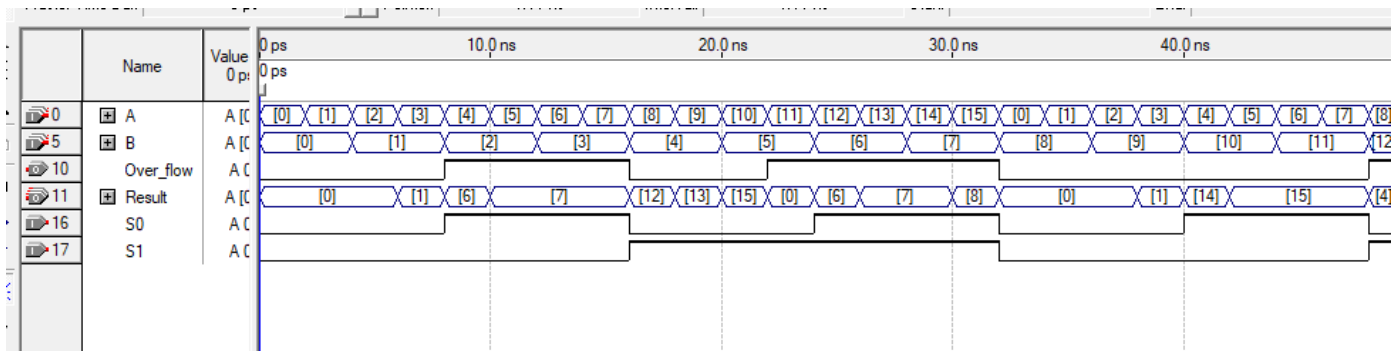 0 ps 10.0 ns 20.0 ns 30.0 ns 40.0 ns
Name Value
0 ps 0 ps
0 A A [0 [0] [1] [2] [3] [4] [5] [6] [7] [8] [9] [10] [11] [12] [13] [14] [15] [0] [1] [2] [3] [4] [5] [6] [7] [8]
5 B A [0 [0] [1] [2] [3] [4] [5] [6] [7] [8] [9] [10] [11] [12
10 Over_flow A 0
11 Result A [0 [0] [1] [6] [7] [12] [13] [15] [0] [6] [7] [8] [0] [1] [14] [15] [4]
16 S0 A 0
17 S1 A 0